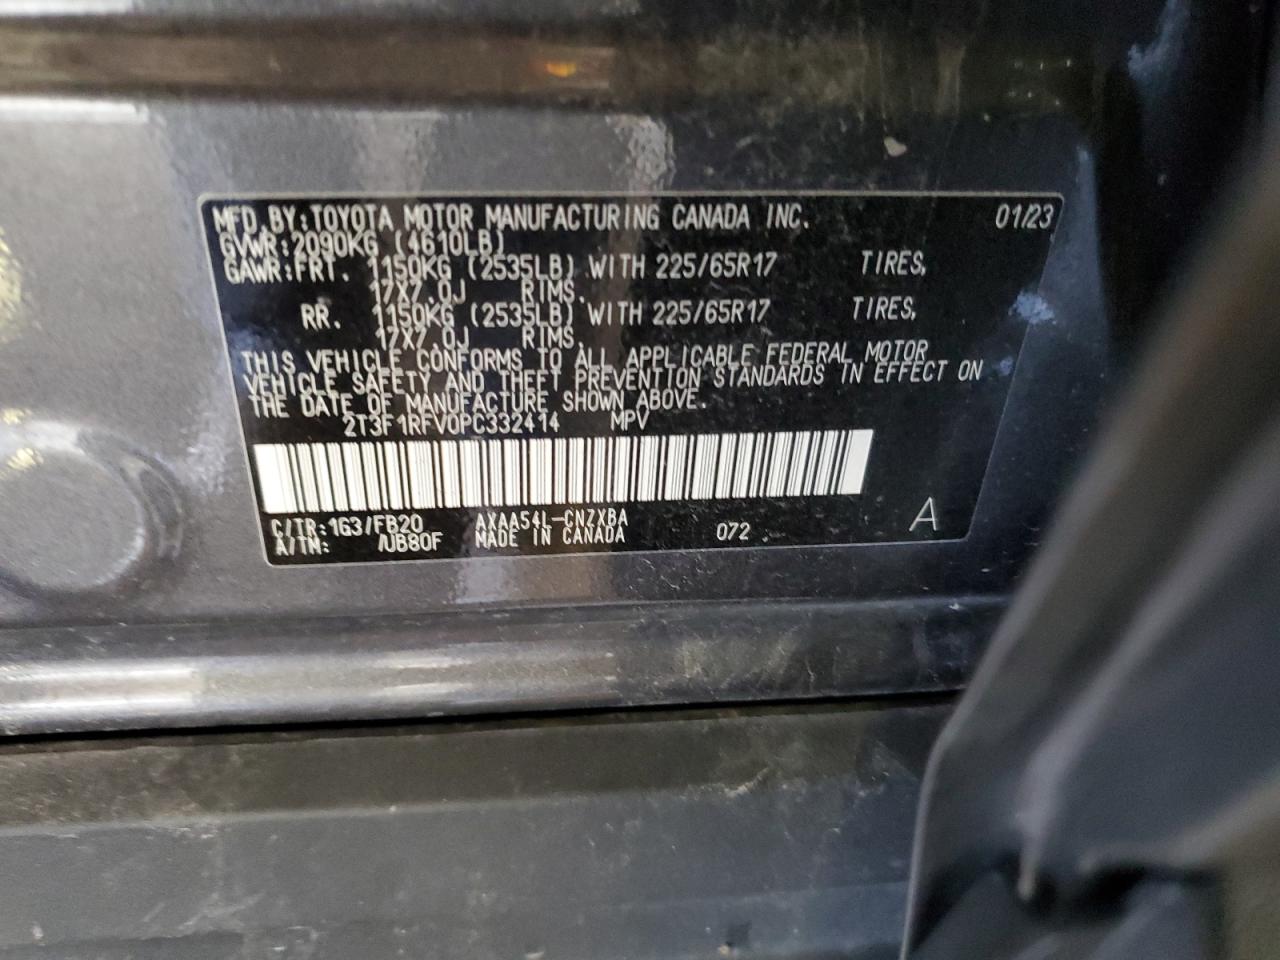 MFD.BY:TOYOTA MOTOR MANUFACTURING CANADA INC. 01/23
GVWR:2090KG (4610LB)
GAWR:FRT. 1150KG (2535LB) WITH 225/65R17 TIRES,
17X7.0J RIMS.
RR. 1150KG (2535LB) WITH 225/65R17 TIRES,
17X7.0J RIMS.
THIS VEHICLE CONFORMS TO ALL APPLICABLE FEDERAL MOTOR
VEHICLE SAFETY AND THEFT PREVENTION STANDARDS IN EFFECT ON
THE DATE OF MANUFACTURE SHOWN ABOVE.
2T3F1RFV0PC332414 MPV
C/TR:1G3/FB20 AXAA54L-CNZXBA 072 A
A/TM: /UB80F MADE IN CANADA